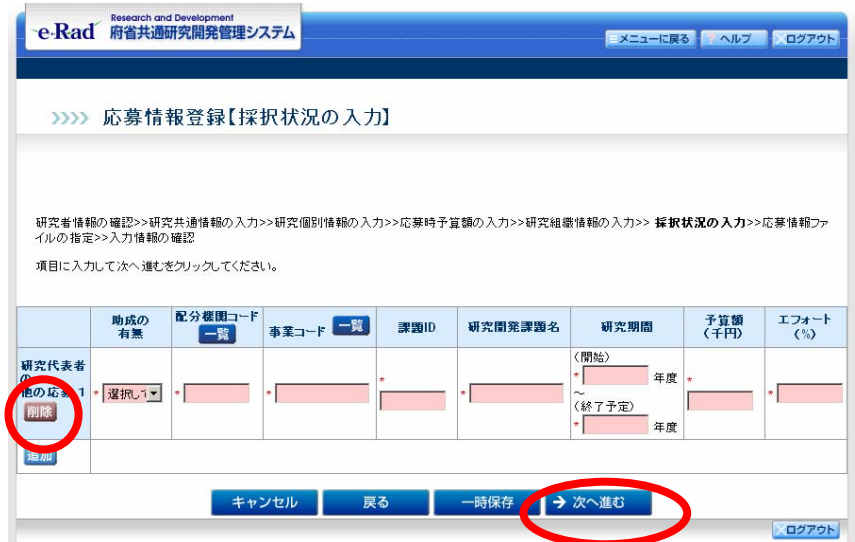 e-Rad
Research and Development
府省共通研究開発管理システム
メニューに戻る
? ヘルプ
ログアウト
>>>> 応募情報登録【採択状況の入力】
研究者情報の確認>>研究共通情報の入力>>研究個別情報の入力>>応募時予算額の入力>>研究組織情報の入力>> 採択状況の入力>>応募情報ファ
イルの指定>>入力情報の確認
項目に入力して次へ進むをクリックしてください。
助成の
有無
配分機関コード
一覧
事業コード 一覧
課題ID
研究開発課題名
研究期間
予算額
(千円)
エフォート
(%)
研究代表者
の
他の応募 1
削除
* 選択して
*
*
*
*
(開始)
* 年度
~
(終了予定)
* 年度
*
*
追加
キャンセル
戻る
一時保存
→ 次へ進む
ログアウト